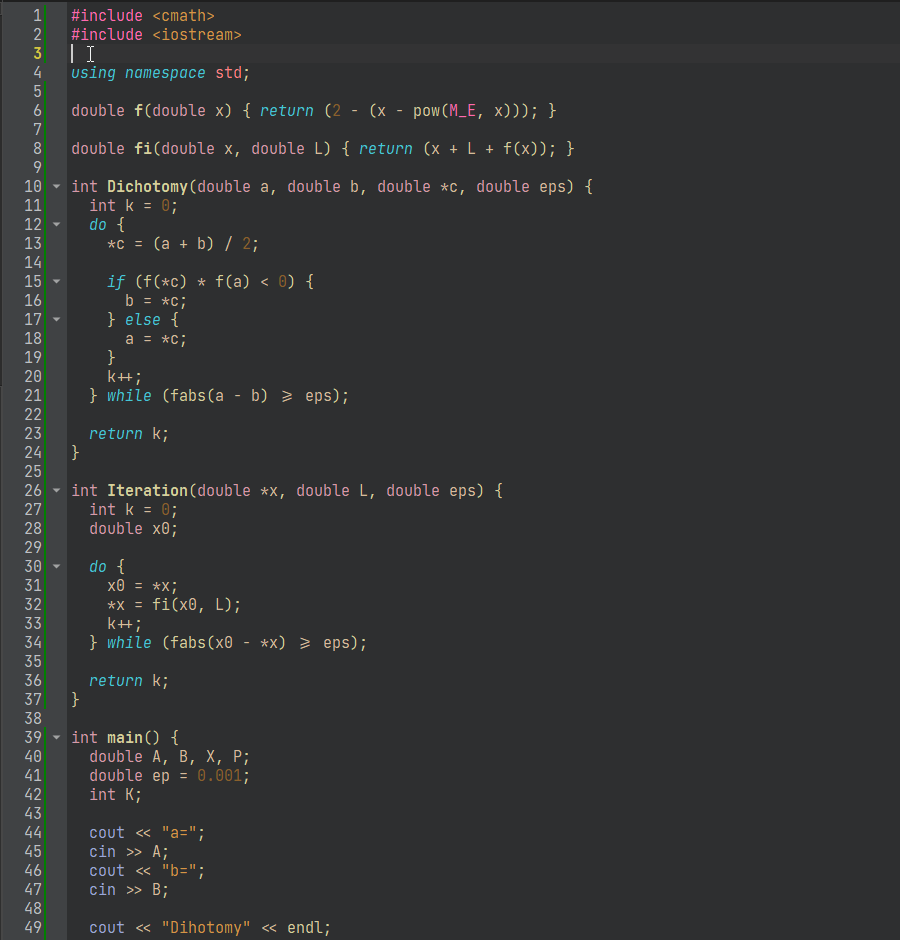 1 #include <cmath>
2 #include <iostream>
3
4 using namespace std;
5
6 double f(double x) { return (2 - (x - pow(M_E, x))); }
7
8 double fi(double x, double L) { return (x + L + f(x)); }
9
10 int Dichotomy(double a, double b, double *c, double eps) {
11   int k = 0;
12   do {
13     *c = (a + b) / 2;
14
15     if (f(*c) * f(a) < 0) {
16       b = *c;
17     } else {
18       a = *c;
19     }
20     k++;
21   } while (fabs(a - b) >= eps);
22
23   return k;
24 }
25
26 int Iteration(double *x, double L, double eps) {
27   int k = 0;
28   double x0;
29
30   do {
31     x0 = *x;
32     *x = fi(x0, L);
33     k++;
34   } while (fabs(x0 - *x) >= eps);
35
36   return k;
37 }
38
39 int main() {
40   double A, B, X, P;
41   double ep = 0.001;
42   int K;
43
44   cout << "a=";
45   cin >> A;
46   cout << "b=";
47   cin >> B;
48
49   cout << "Dihotomy" << endl;